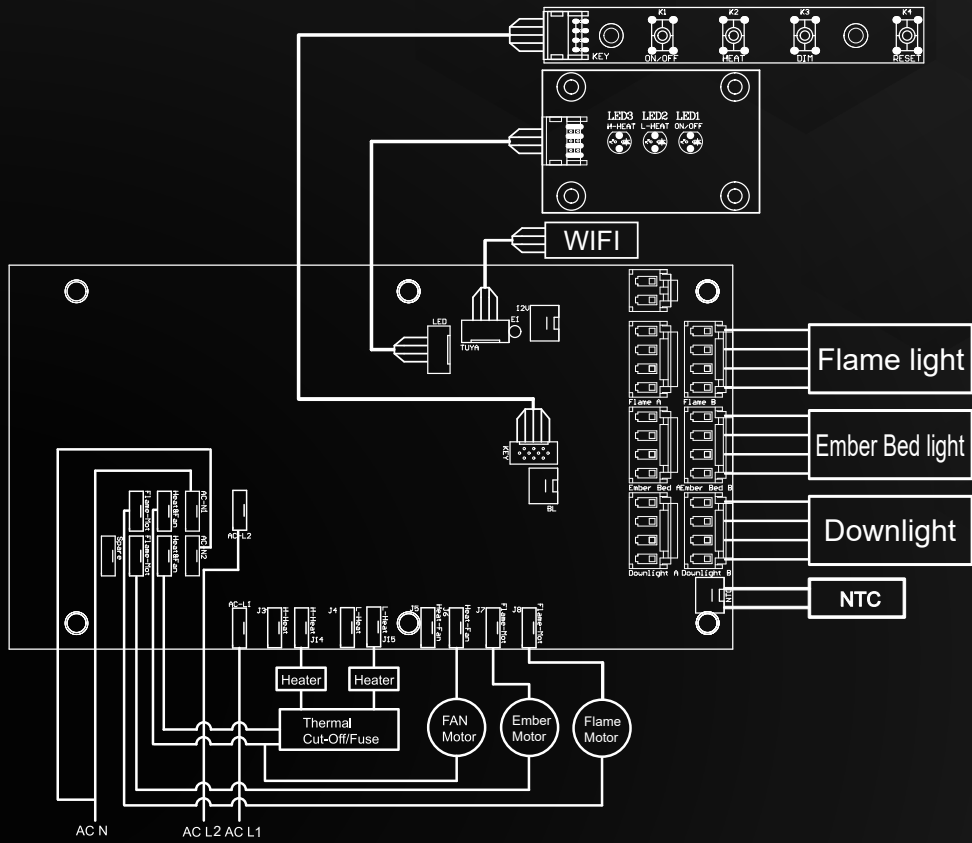 K1 K2 K3 K4
KEY ON/OFF HEAT DIM RESET
LED3 LED2 LED1
H-HEAT L-HEAT ON/OFF
WIFI
LED
TUYA
EI
12V
Flame A Flame B
Flame light
KEY
BL
Ember Bed A Ember Bed B
Ember Bed light
Downlight A Downlight B
Downlight
NTC
Flame-Mot Heat&Fan AC-N1
AC-L2
Spare Flame-Mot Heat&Fan AC-N2
AC-L1
J3 H-Heat H-Heat J14
J4 L-Heat L-Heat J15
J5 Heat-Fan J6 Heat-Fan
J7 Flame-Mot J8 Flame-Mot
Heater Heater
Thermal
Cut-Off/Fuse
FAN
Motor
Ember
Motor
Flame
Motor
AC N AC L2 AC L1